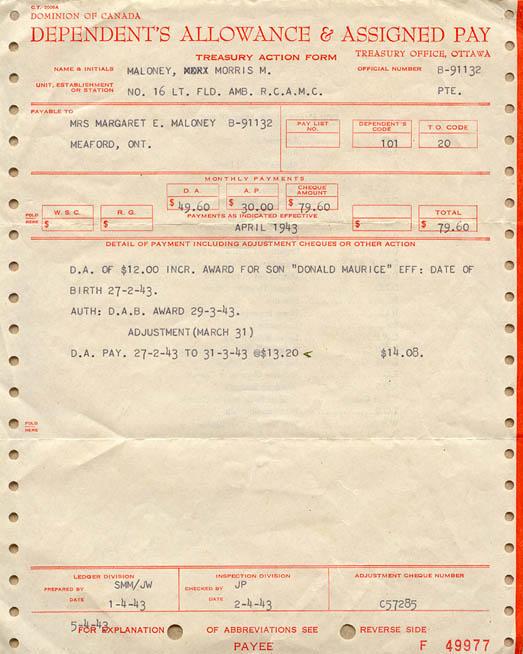 C.T. 2008A
DOMINION OF CANADA
DEPENDENT'S ALLOWANCE & ASSIGNED PAY
TREASURY ACTION FORM
TREASURY OFFICE, OTTAWA
NAME & INITIALS MALONEY, MORRIS M. OFFICIAL NUMBER B-91132
UNIT, ESTABLISHMENT OR STATION NO. 16 LT. FLD. AMB. R.C.A.M.C. PTE.
PAYABLE TO
MRS MARGARET E. MALONEY B-91132
MEAFORD, ONT.
PAY LIST NO. DEPENDENT'S CODE T.O. CODE
101 20
MONTHLY PAYMENTS
D.A. A.P. CHEQUE AMOUNT
$49.60 $30.00 $79.60
FOLD HERE
W.S.C. R.G. PAYMENTS AS INDICATED EFFECTIVE TOTAL
$ $ APRIL 1943 $ $79.60
DETAIL OF PAYMENT INCLUDING ADJUSTMENT CHEQUES OR OTHER ACTION
D.A. OF $12.00 INCR. AWARD FOR SON "DONALD MAURICE" EFF: DATE OF
BIRTH 27-2-43.
AUTH: D.A.B. AWARD 29-3-43.
ADJUSTMENT(MARCH 31)
D.A. PAY. 27-2-43 TO 31-3-43 @$13.20 $14.08.
FOLD HERE
LEDGER DIVISION INSPECTION DIVISION ADJUSTMENT CHEQUE NUMBER
PREPARED BY SMM/JW CHECKED BY JP
DATE 1-4-43 DATE 2-4-43 C57285
5-4-43
FOR EXPLANATION OF ABBREVIATIONS SEE REVERSE SIDE
PAYEE F 49977